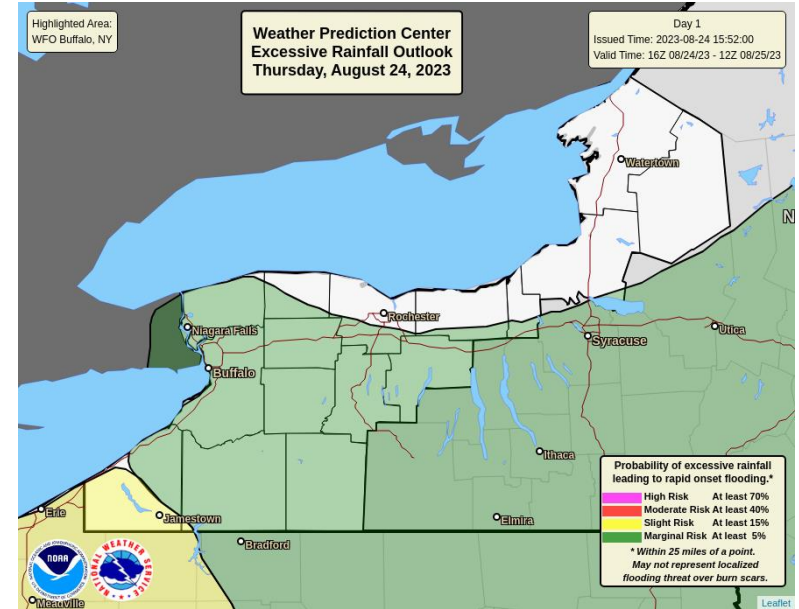 Highlighted Area:
WFO Buffalo, NY
Weather Prediction Center
Excessive Rainfall Outlook
Thursday, August 24, 2023
Day 1
Issued Time: 2023-08-24 15:52:00
Valid Time: 16Z 08/24/23 - 12Z 08/25/23
Watertown
N
Rochester
Niagara Falls
Utica
Syracuse
Buffalo
Ithaca
Erie
Jamestown
Elmira
Bradford
Meadville
NOAA
NATIONAL WEATHER SERVICE
Probability of excessive rainfall
leading to rapid onset flooding.*
High Risk At least 70%
Moderate Risk At least 40%
Slight Risk At least 15%
Marginal Risk At least 5%
* Within 25 miles of a point.
May not represent localized
flooding threat over burn scars.
Leaflet